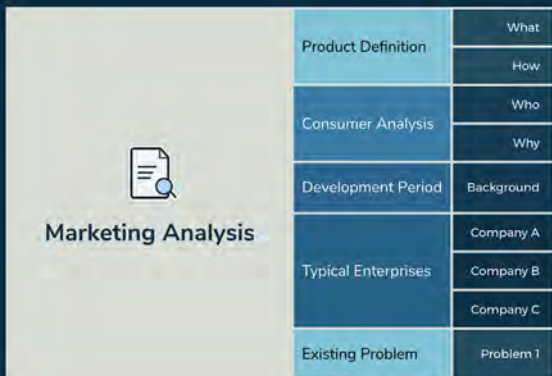 Marketing Analysis
Product Definition
What
How
Consumer Analysis
Who
Why
Development Period
Background
Typical Enterprises
Company A
Company B
Company C
Existing Problem
Problem 1